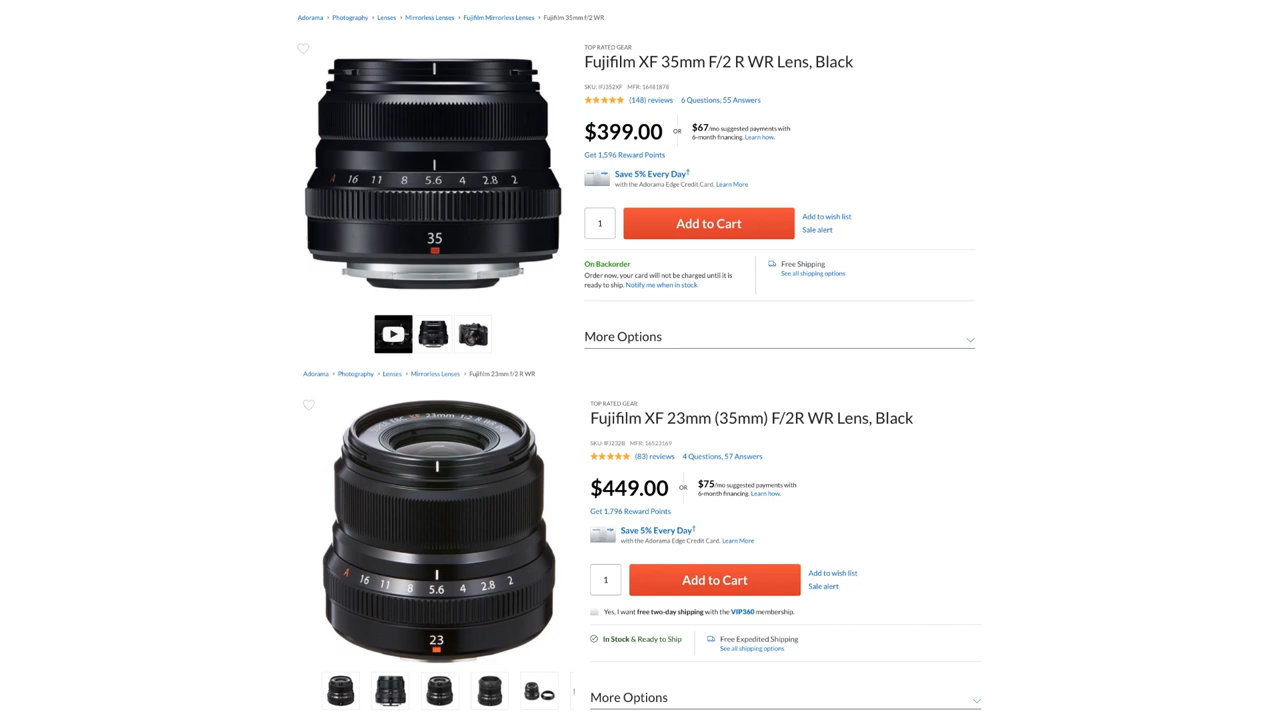 Adorama › Photography › Lenses › Mirrorless Lenses › Fujifilm Mirrorless Lenses › Fujifilm 35mm f/2 WR
TOP RATED GEAR
Fujifilm XF 35mm F/2 R WR Lens, Black
SKU: IFJ352XF MFR: 16481878
(148) reviews 6 Questions, 55 Answers
$399.00 OR $67/mo suggested payments with
6-month financing. Learn how.
Get 1,596 Reward Points
Save 5% Every Day†
with the Adorama Edge Credit Card. Learn More
1 Add to Cart
Add to wish list
Sale alert
On Backorder
Order now, your card will not be charged until it is
ready to ship. Notify me when in stock
Free Shipping
See all shipping options
More Options
A 16 11 8 5.6 4 2.8 2
35
Adorama › Photography › Lenses › Mirrorless Lenses › Fujifilm 23mm f/2 R WR
TOP RATED GEAR
Fujifilm XF 23mm (35mm) F/2R WR Lens, Black
SKU: IFJ232B MFR: 16523169
(83) reviews 4 Questions, 57 Answers
$449.00 OR $75/mo suggested payments with
6-month financing. Learn how.
Get 1,796 Reward Points
Save 5% Every Day‡
with the Adorama Edge Credit Card. Learn More
1 Add to Cart
Add to wish list
Sale alert
Yes, I want free two-day shipping with the VIP360 membership.
In Stock & Ready to Ship
Free Expedited Shipping
See all shipping options
More Options
XF 23mm 1:2 R WR
A 16 11 8 5.6 4 2.8 2
23